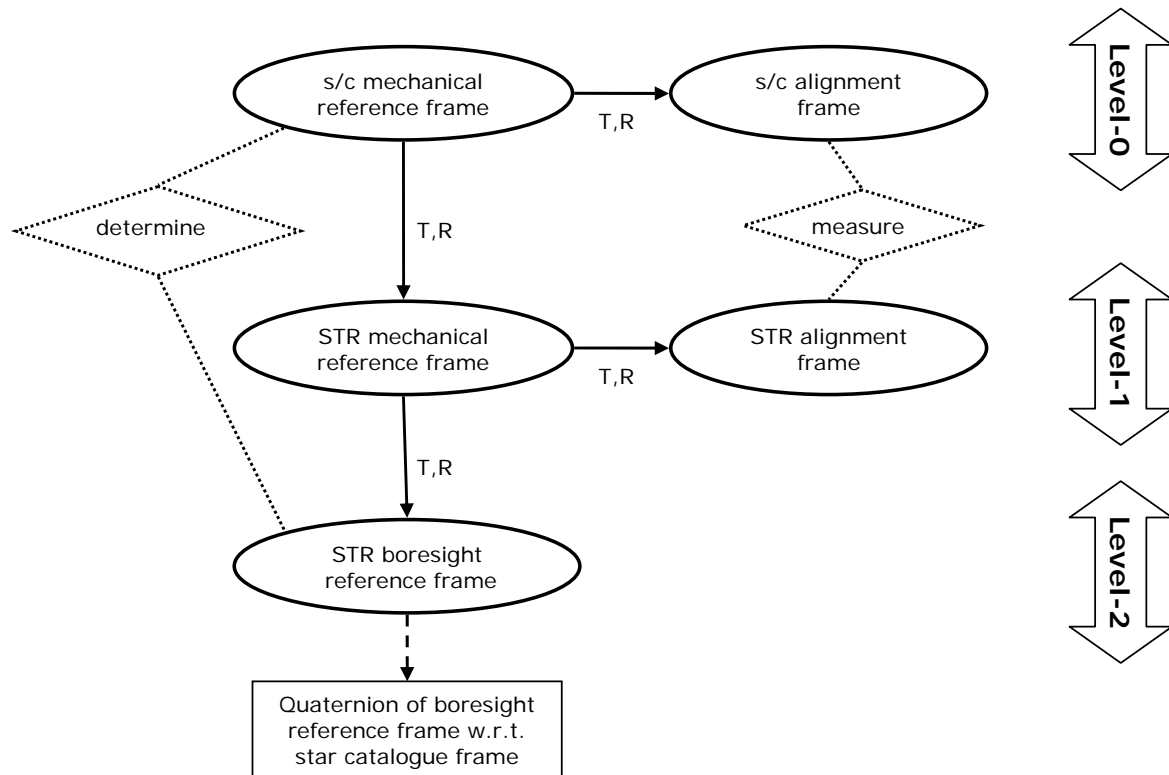 s/c mechanical
reference frame
T,R
s/c alignment
frame
Level-0
determine
T,R
measure
STR mechanical
reference frame
T,R
STR alignment
frame
Level-1
T,R
STR boresight
reference frame
Level-2
Quaternion of boresight
reference frame w.r.t.
star catalogue frame